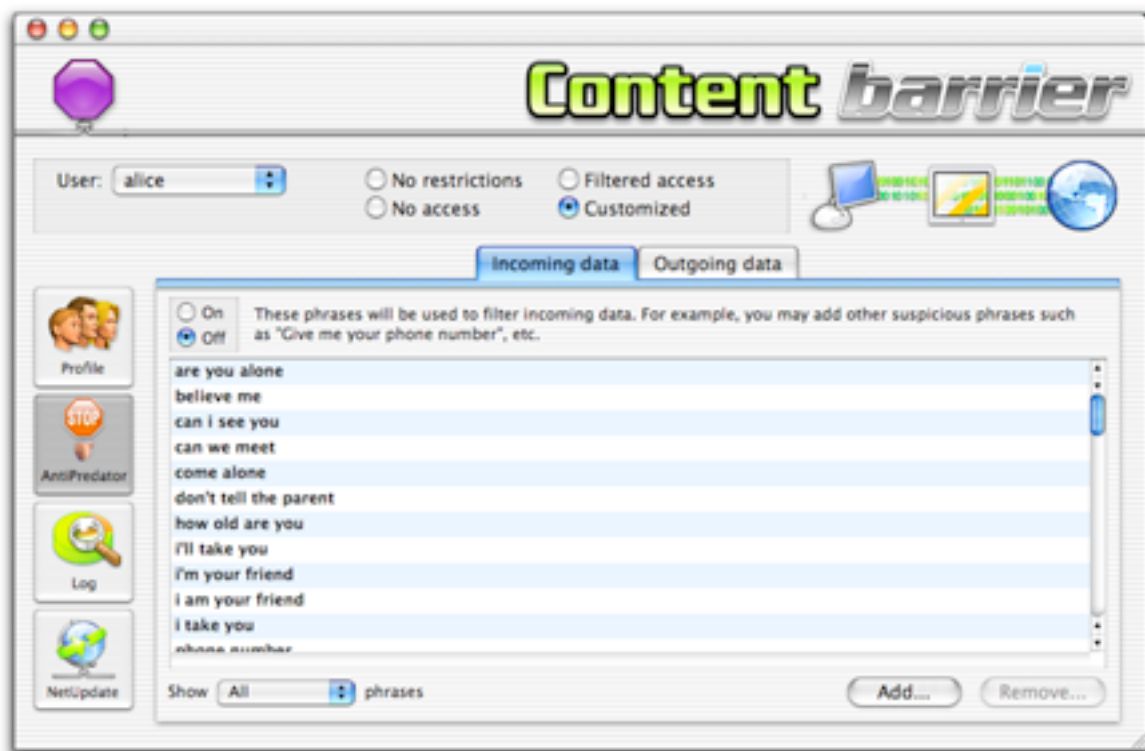 Content barrier
User: alice
No restrictions
Filtered access
No access
Customized
Incoming data
Outgoing data
On
Off
These phrases will be used to filter incoming data. For example, you may add other suspicious phrases such
as "Give me your phone number", etc.
Profile
STOP
AntiPredator
Log
NetUpdate
are you alone
believe me
can i see you
can we meet
come alone
don't tell the parent
how old are you
i'll take you
i'm your friend
i am your friend
i take you
phone number
Show All phrases
Add...
Remove...